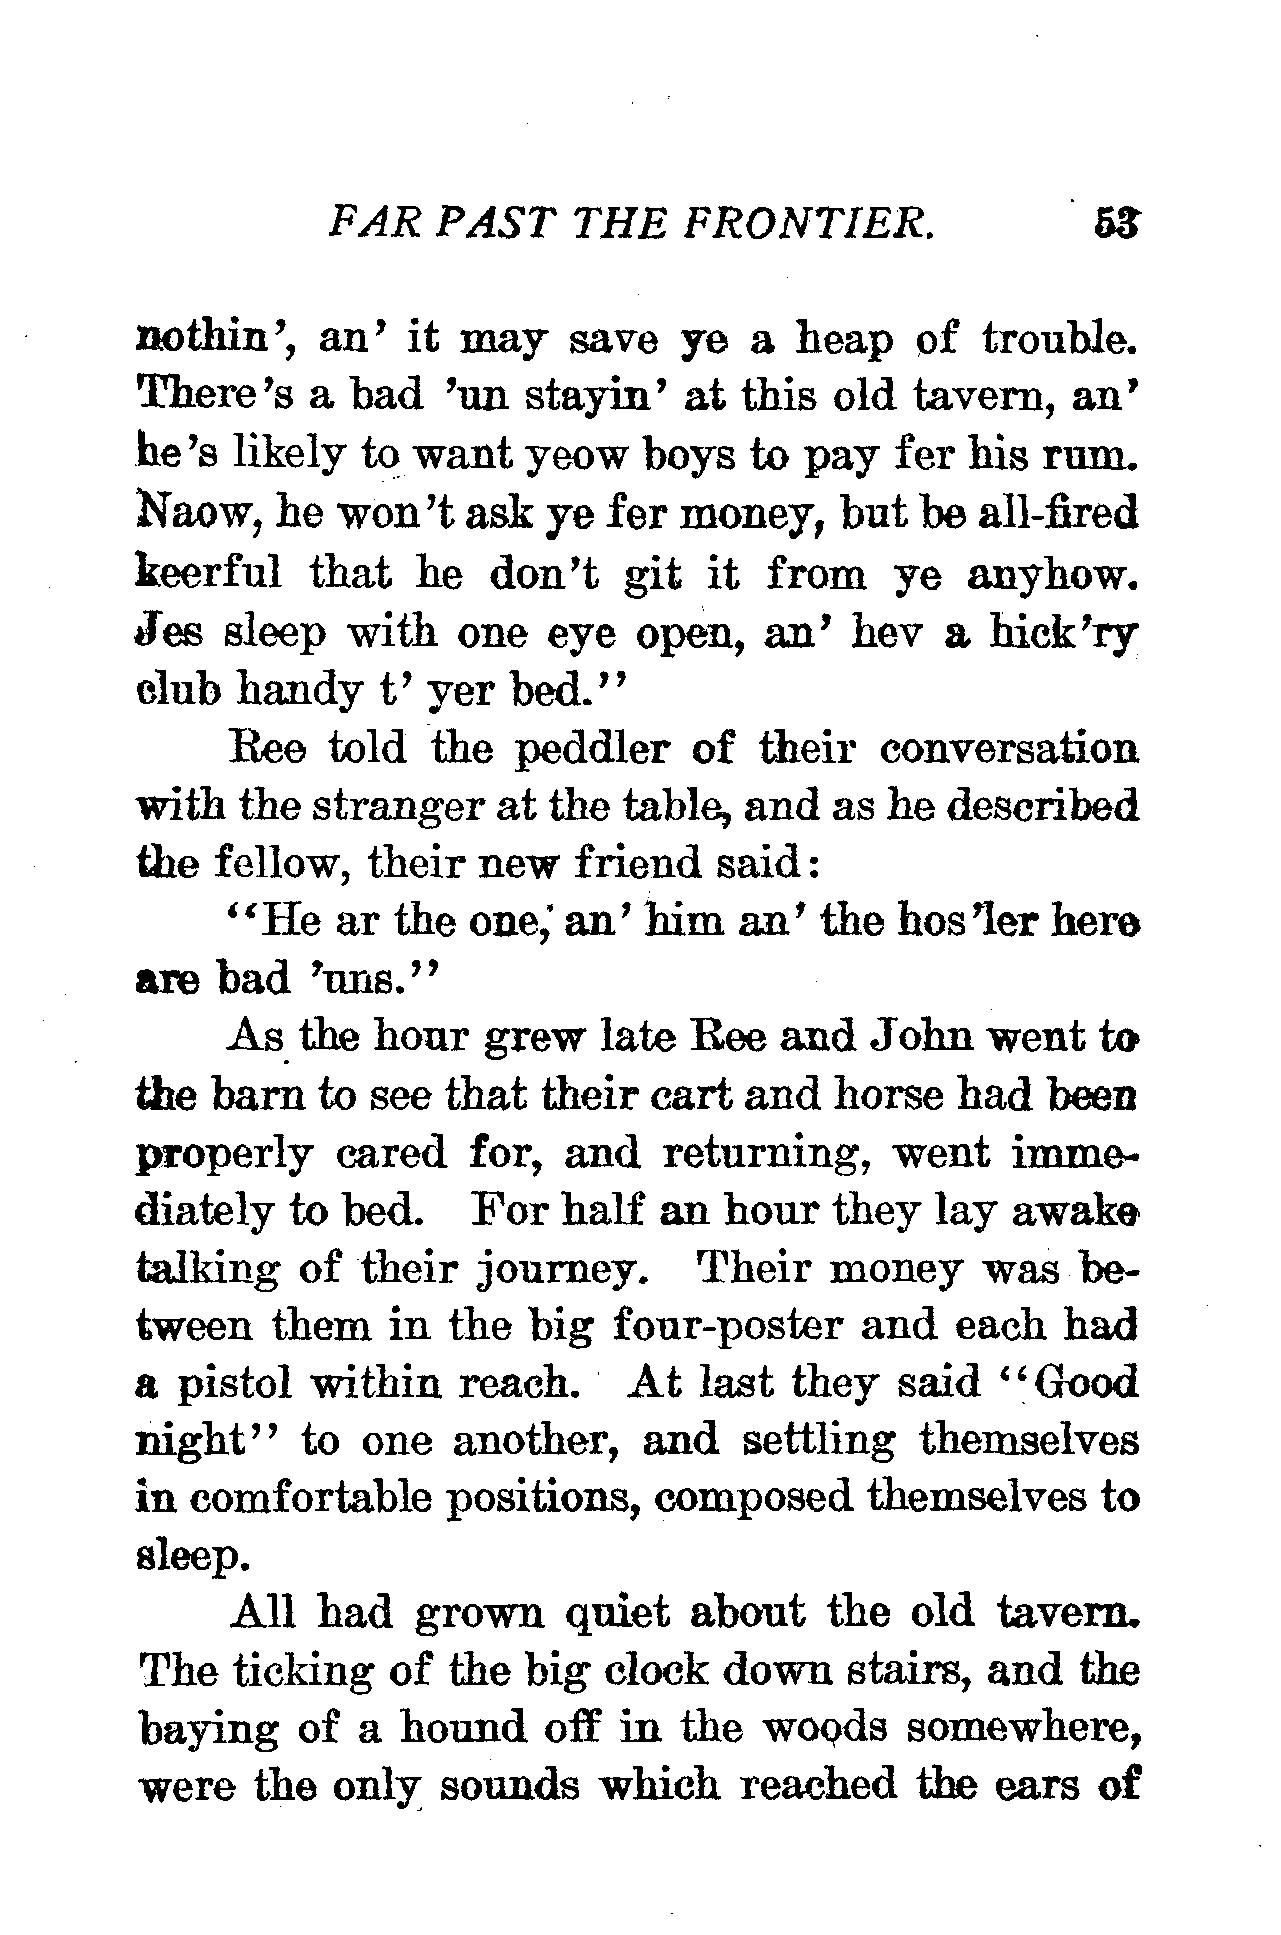 FAR PAST THE FRONTIER. 53
nothin', an' it may save ye a heap of trouble.
There's a bad 'un stayin' at this old tavern, an'
he's likely to want yeow boys to pay fer his rum.
Naow, he won't ask ye fer money, but be all-fired
keerful that he don't git it from ye anyhow.
Jes sleep with one eye open, an' hev a hick'ry
club handy t' yer bed."
Ree told the peddler of their conversation
with the stranger at the table, and as he described
the fellow, their new friend said:
"He ar the one; an' him an' the hos'ler here
are bad 'uns."
As the hour grew late Ree and John went to
the barn to see that their cart and horse had been
properly cared for, and returning, went imme-
diately to bed. For half an hour they lay awake
talking of their journey. Their money was be-
tween them in the big four-poster and each had
a pistol within reach. At last they said "Good
night" to one another, and settling themselves
in comfortable positions, composed themselves to
sleep.
All had grown quiet about the old tavern.
The ticking of the big clock down stairs, and the
baying of a hound off in the woods somewhere,
were the only sounds which reached the ears of